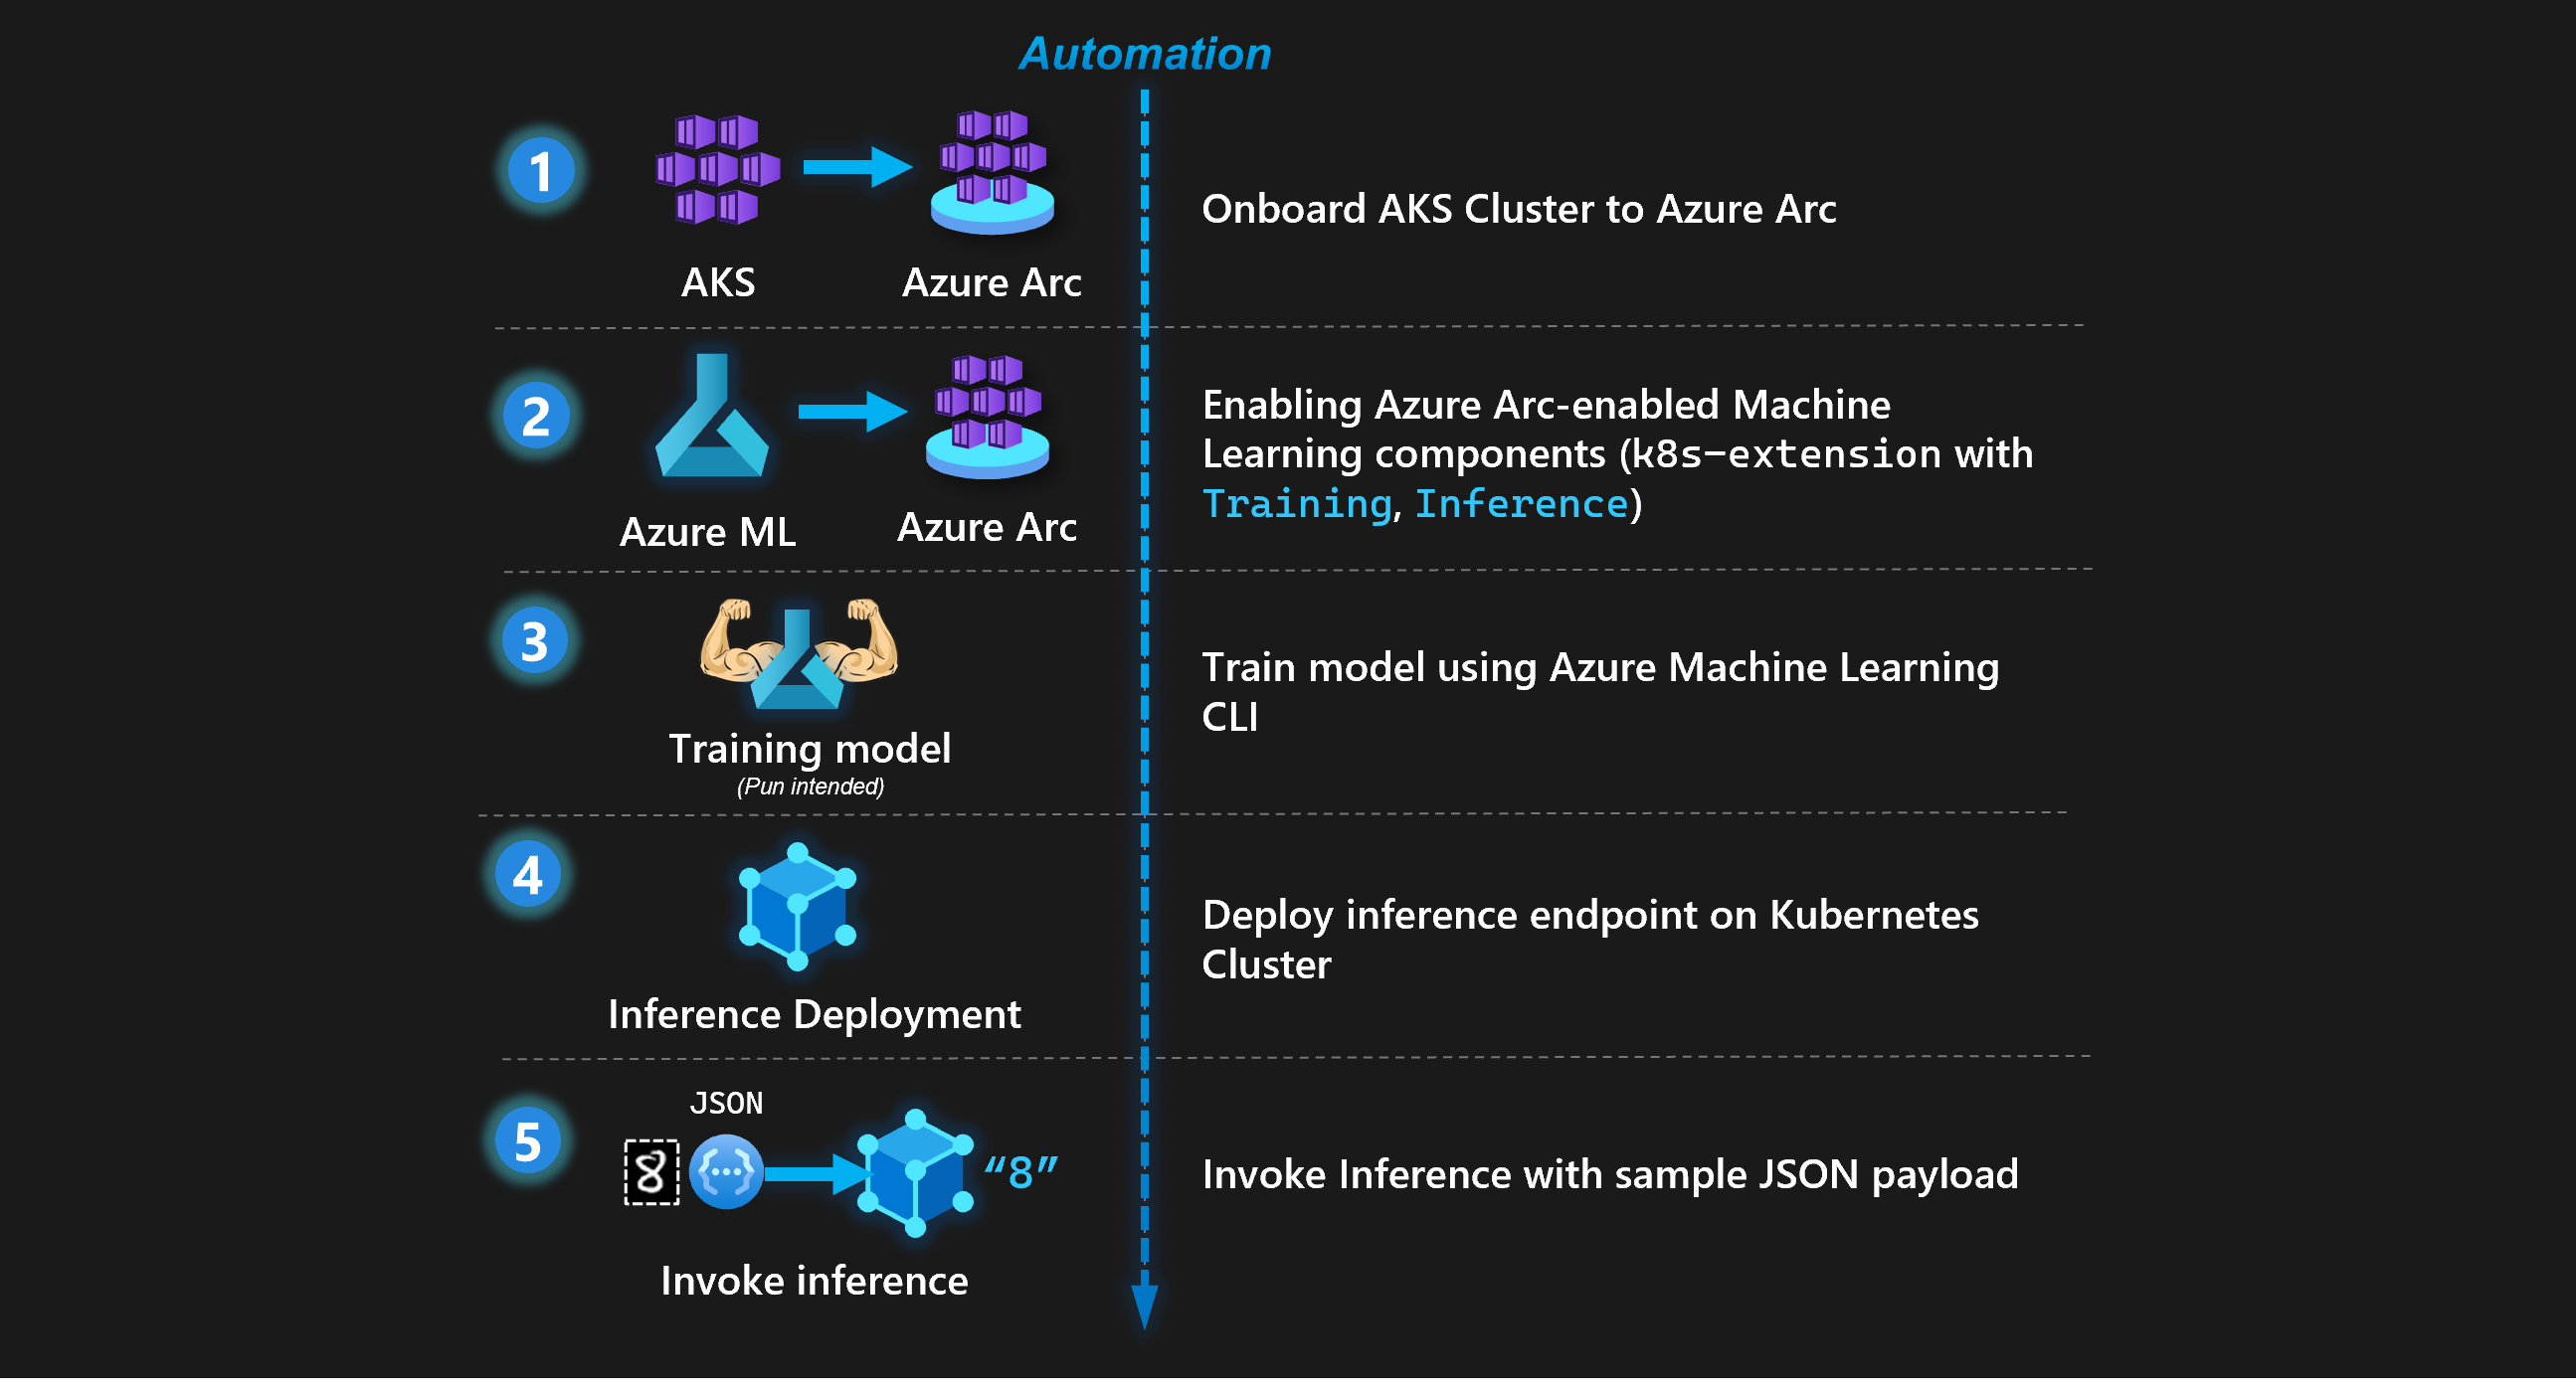 Automation
1
AKS
Azure Arc
Onboard AKS Cluster to Azure Arc
2
Azure ML
Azure Arc
Enabling Azure Arc-enabled Machine
Learning components (k8s-extension with
Training, Inference)
3
Training model
(Pun intended)
Train model using Azure Machine Learning
CLI
4
Inference Deployment
Deploy inference endpoint on Kubernetes
Cluster
5
JSON
8
“8”
Invoke inference
Invoke Inference with sample JSON payload